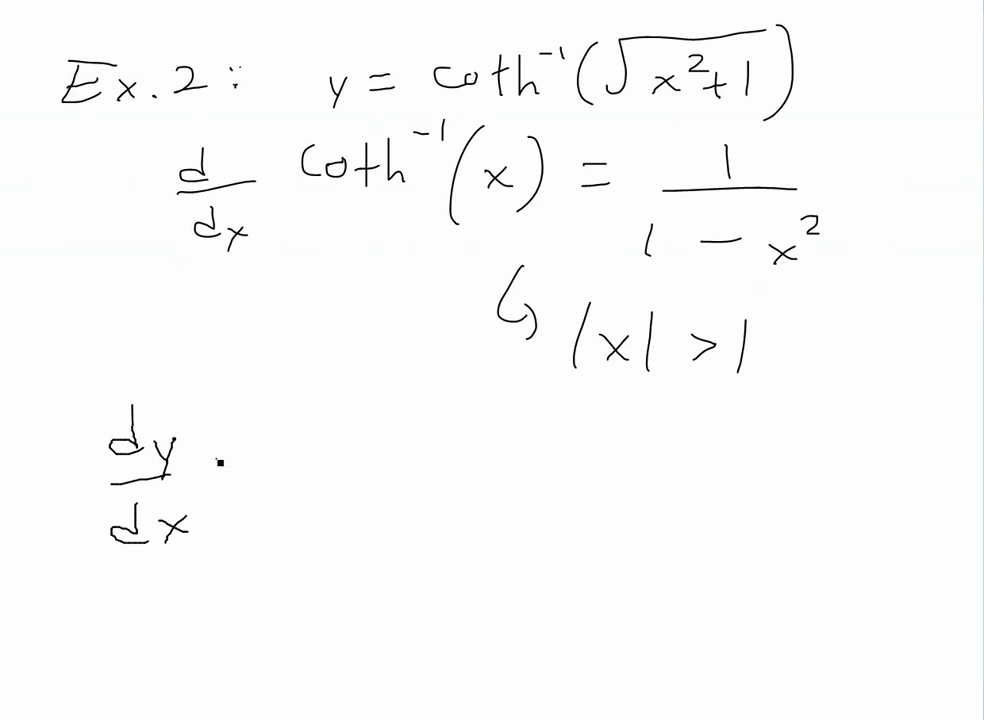 Ex. 2 : y = coth⁻¹(√(x²+1))
d/dx coth⁻¹(x) = 1/(1 − x²)
↳ |x| > 1
dy/dx